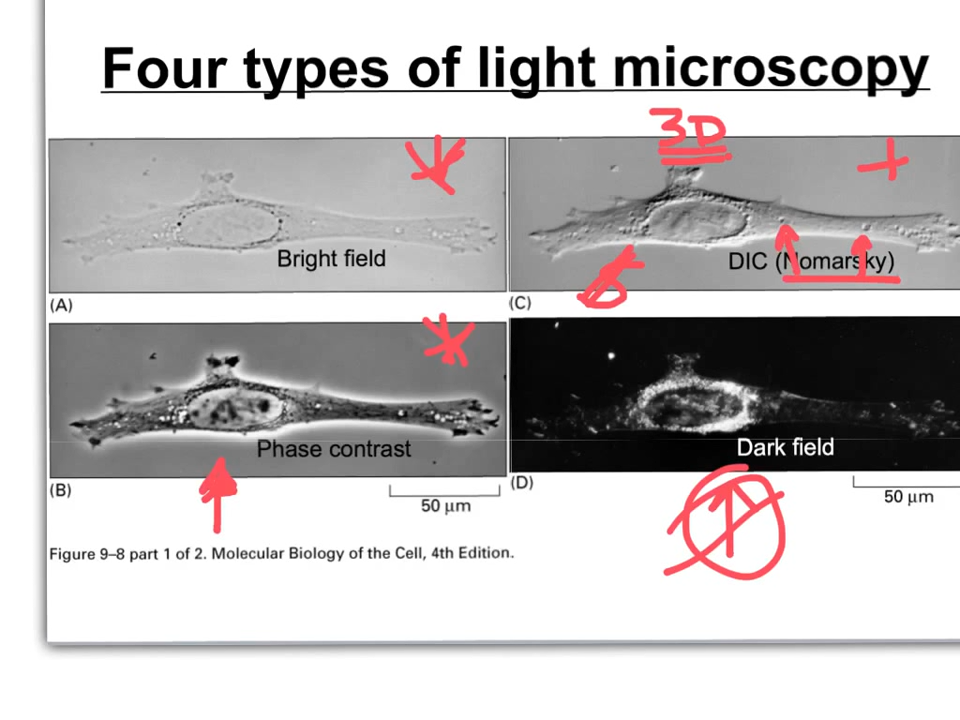 Four types of light microscopy
3D
Bright field
DIC (Nomarsky)
(A)
(C)
Phase contrast
Dark field
(B)
(D)
50 µm
50 µm
Figure 9–8 part 1 of 2. Molecular Biology of the Cell, 4th Edition.